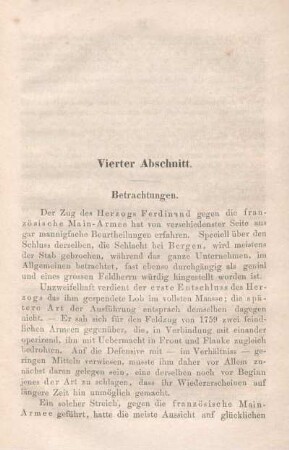 Vierter Abschnitt.
Betrachtungen.
Der Zug des Herzogs Ferdinand gegen die fran-
zösische Main-Armee hat von verschiedenster Seite aus
gar mannigfache Beurtheilungen erfahren. Speciell über den
Schluss derselben, die Schlacht bei Bergen, wird meistens
der Stab gebrochen, während das ganze Unternehmen, im
Allgemeinen betrachtet, fast ebenso durchgängig als genial
und eines grossen Feldherrn würdig hingestellt worden ist.
Unzweifelhaft verdient der erste Entschluss des Her-
zogs das ihm gespendete Lob im vollsten Maasse; die spä-
tere Art der Ausführung entsprach demselben dagegen
nicht. — Er sah sich für den Feldzug von 1759 zwei feind-
lichen Armeen gegenüber, die, in Verbindung mit einander
operirend, ihn mit Uebermacht in Front und Flanke zugleich
bedrohten. Auf die Defensive mit — im Verhältniss — ge-
ringen Mitteln verwiesen, musste ihm daher vor Allem zu-
nächst daran gelegen sein, die eine derselben noch vor Beginn
jenes der Art zu schlagen, dass ihr Wiedererscheinen auf
längere Zeit hin unmöglich gemacht.
Ein solcher Streich, gegen die französische Main-
Armee geführt, hatte die meiste Aussicht auf glücklichen